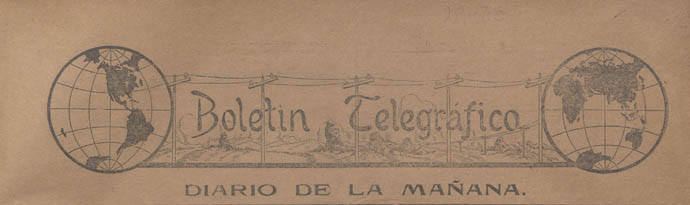 Boletin Telegráfico
DIARIO DE LA MAÑANA.